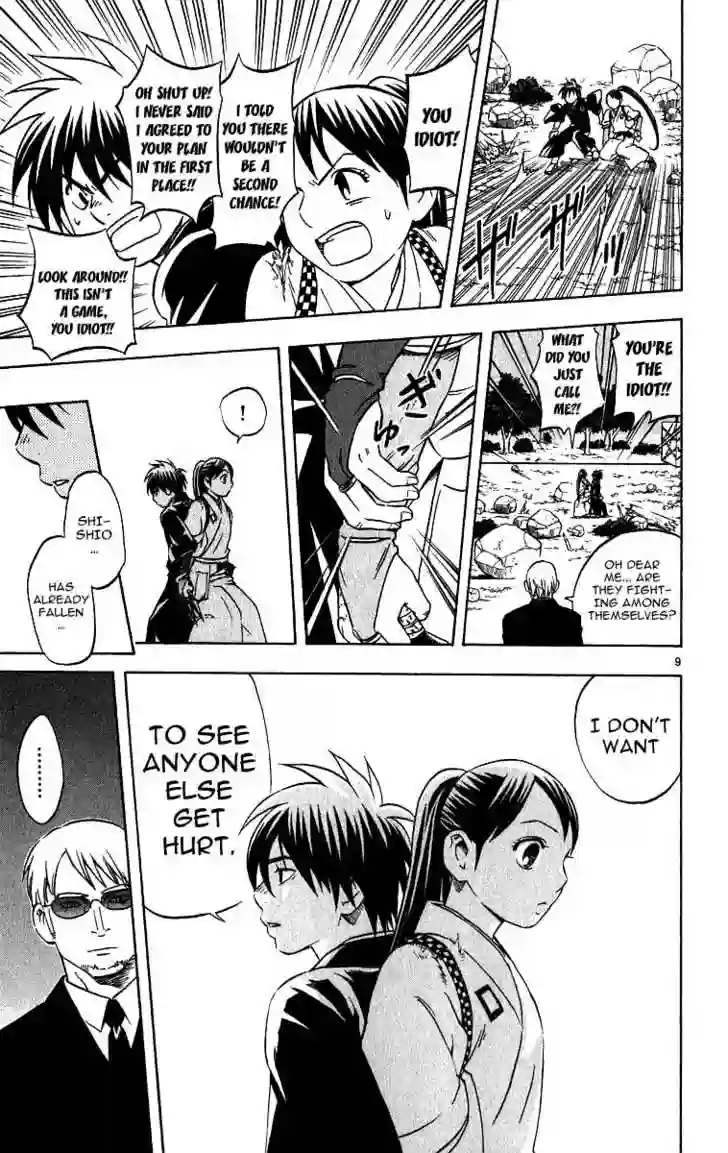 YOU
IDIOT!
I TOLD
YOU THERE
WOULDN'T
BE A
SECOND
CHANCE!
OH SHUT UP!
I NEVER SAID
I AGREED TO
YOUR PLAN
IN THE FIRST
PLACE!!
LOOK AROUND!!
THIS ISN'T
A GAME,
YOU IDIOT!!
YOU'RE
THE
IDIOT!!
WHAT
DID YOU
JUST
CALL
ME?!
OH DEAR
ME... ARE
THEY FIGHT-
ING AMONG
THEMSELVES?
!
SHI-
SHIO
...
HAS
ALREADY
FALLEN
...
9
I DON'T
WANT
TO SEE
ANYONE
ELSE
GET
HURT.
........